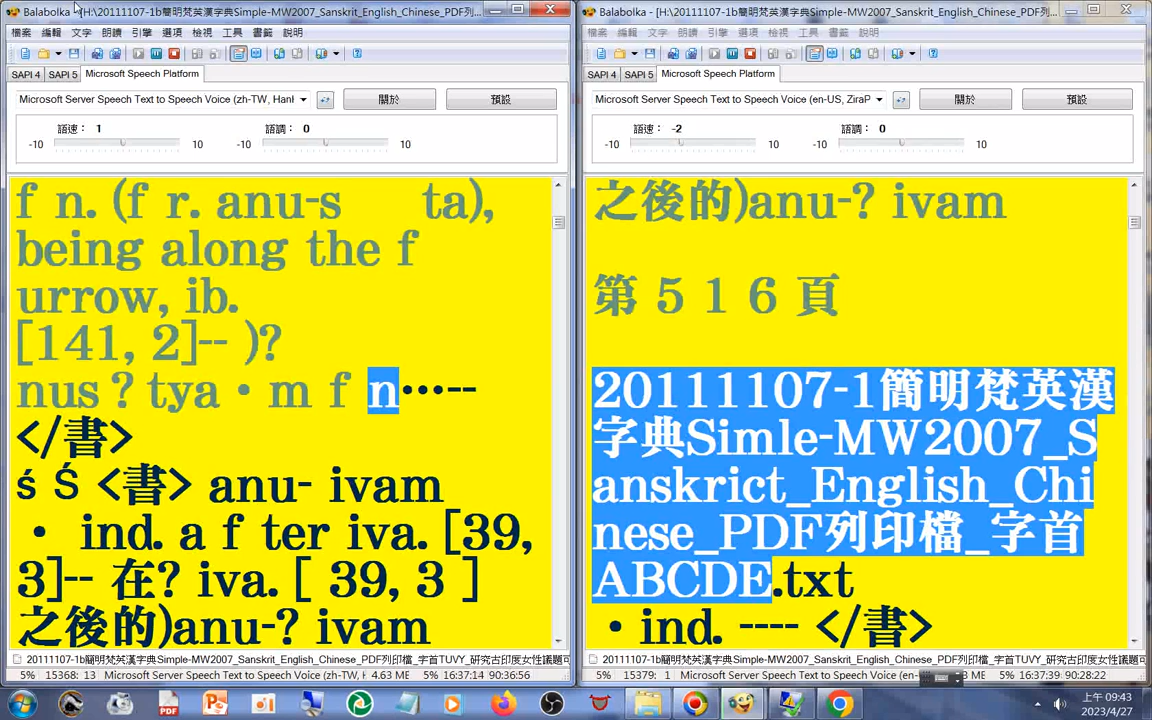 Balabolka - [H:\20111107-1b簡明梵英漢字典Simple-MW2007_Sanskrit_English_Chinese_PDF列...
檔案 編輯 文字 朗讀 引擎 選項 檢視 工具 書籤 說明
SAPI 4 SAPI 5 Microsoft Speech Platform
Microsoft Server Speech Text to Speech Voice (zh-TW, Hanl
關於 預設
語速： 1 語調： 0
-10 10 -10 10
f n. (f r. anu-s ta),
being along the f
urrow, ib.
[141, 2]-- )?
nus ? tya • m f n…--
</書>
ś Ś <書> anu- ivam
• ind. a f ter iva. [39,
3]-- 在? iva. [ 39, 3 ]
之後的)anu-? ivam
20111107-1b簡明梵英漢字典Simple-MW2007_Sanskrit_English_Chinese_PDF列印檔_字首TUVY_研究古印度女性議題可
5% 15368: 13 Microsoft Server Speech Text to Speech Voice (zh-TW, H 4.63 ME 5% 16:37:14 90:36:56
Balabolka - [H:\20111107-1b簡明梵英漢字典Simple-MW2007_Sanskrit_English_Chinese_PDF列...
檔案 編輯 文字 朗讀 引擎 選項 檢視 工具 書籤 說明
SAPI 4 SAPI 5 Microsoft Speech Platform
Microsoft Server Speech Text to Speech Voice (en-US, ZiraP
關於 預設
語速： -2 語調： 0
-10 10 -10 10
之後的)anu-? ivam
第 5 1 6 頁
20111107-1簡明梵英漢
字典Simle-MW2007_S
anskrict_English_Chi
nese_PDF列印檔_字首
ABCDE.txt
• ind. ---- </書>
20111107-1b簡明梵英漢字典Simple-MW2007_Sanskrit_English_Chinese_PDF列印檔_字首TUVY_研究古印度女性議題可
5% 15379: 1 Microsoft Server Speech Text to Speech Voice (e 5% 16:37:39 90:28:22
PDF
上午 09:43
2023/4/27